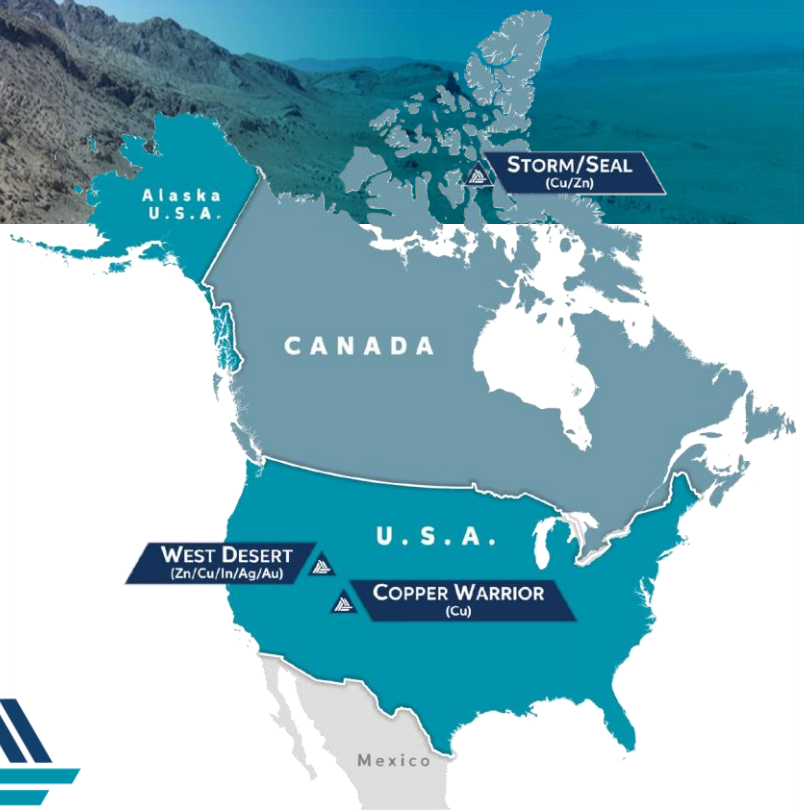 STORM/SEAL
(Cu/Zn)
Alaska
U.S.A.
CANADA
U.S.A.
WEST DESERT
(Zn/Cu/In/Ag/Au)
COPPER WARRIOR
(Cu)
Mexico